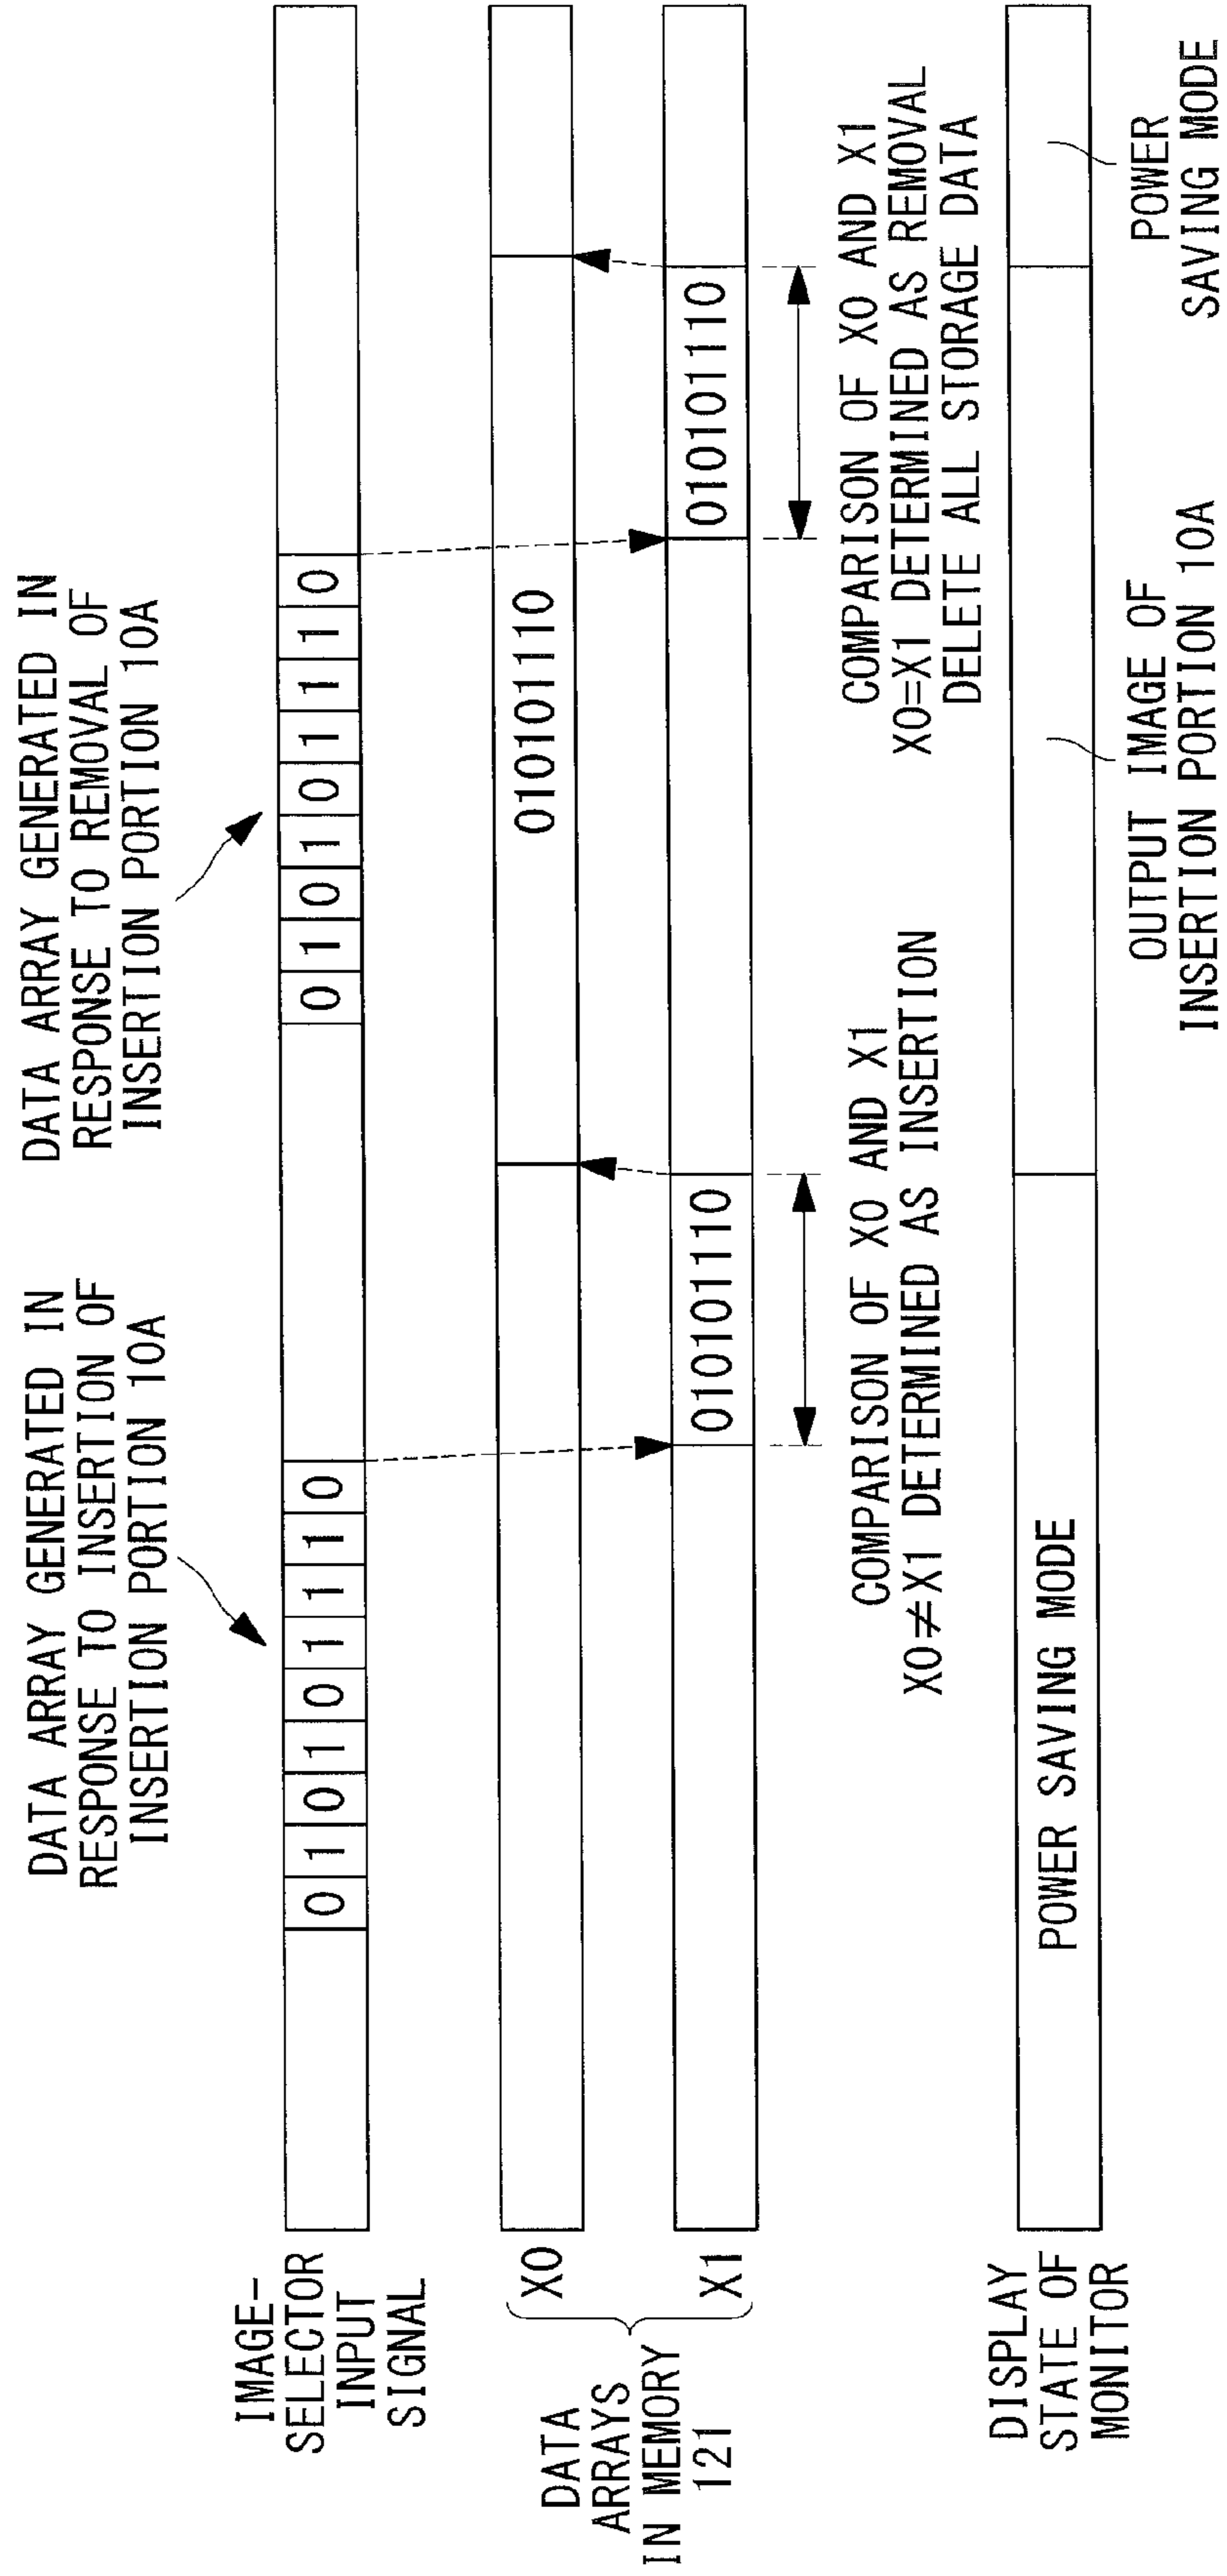 DATA ARRAY GENERATED IN
RESPONSE TO INSERTION OF
INSERTION PORTION 10A
DATA ARRAY GENERATED IN
RESPONSE TO REMOVAL OF
INSERTION PORTION 10A
IMAGE-
SELECTOR
INPUT
SIGNAL
0 1 0 1 0 1 1 1 0
0 1 0 1 0 1 1 1 0
DATA
ARRAYS
IN MEMORY
121
X0
010101110
X1
010101110
010101110
COMPARISON OF X0 AND X1
X0≠X1 DETERMINED AS INSERTION
COMPARISON OF X0 AND X1
X0=X1 DETERMINED AS REMOVAL
DELETE ALL STORAGE DATA
DISPLAY
STATE OF
MONITOR
POWER SAVING MODE
OUTPUT IMAGE OF
INSERTION PORTION 10A
POWER
SAVING MODE